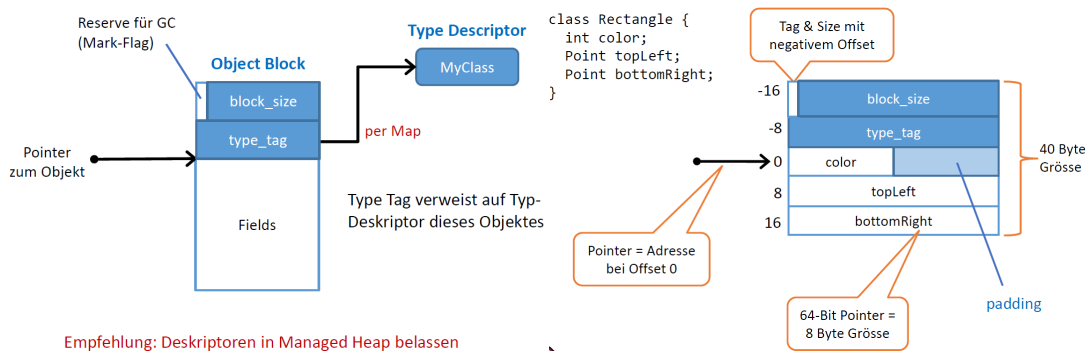 Reserve für GC
(Mark-Flag)
Object Block
Type Descriptor
MyClass
block_size
type_tag
per Map
Pointer
zum Objekt
Type Tag verweist auf Typ-
Deskriptor dieses Objektes
Fields
Empfehlung: Deskriptoren in Managed Heap belassen
class Rectangle {
int color;
Point topLeft;
Point bottomRight;
}
Tag & Size mit
negativem Offset
-16
block_size
-8
type_tag
0
color
8
topLeft
16
bottomRight
40 Byte
Grösse
Pointer = Adresse
bei Offset 0
64-Bit Pointer =
8 Byte Grösse
padding